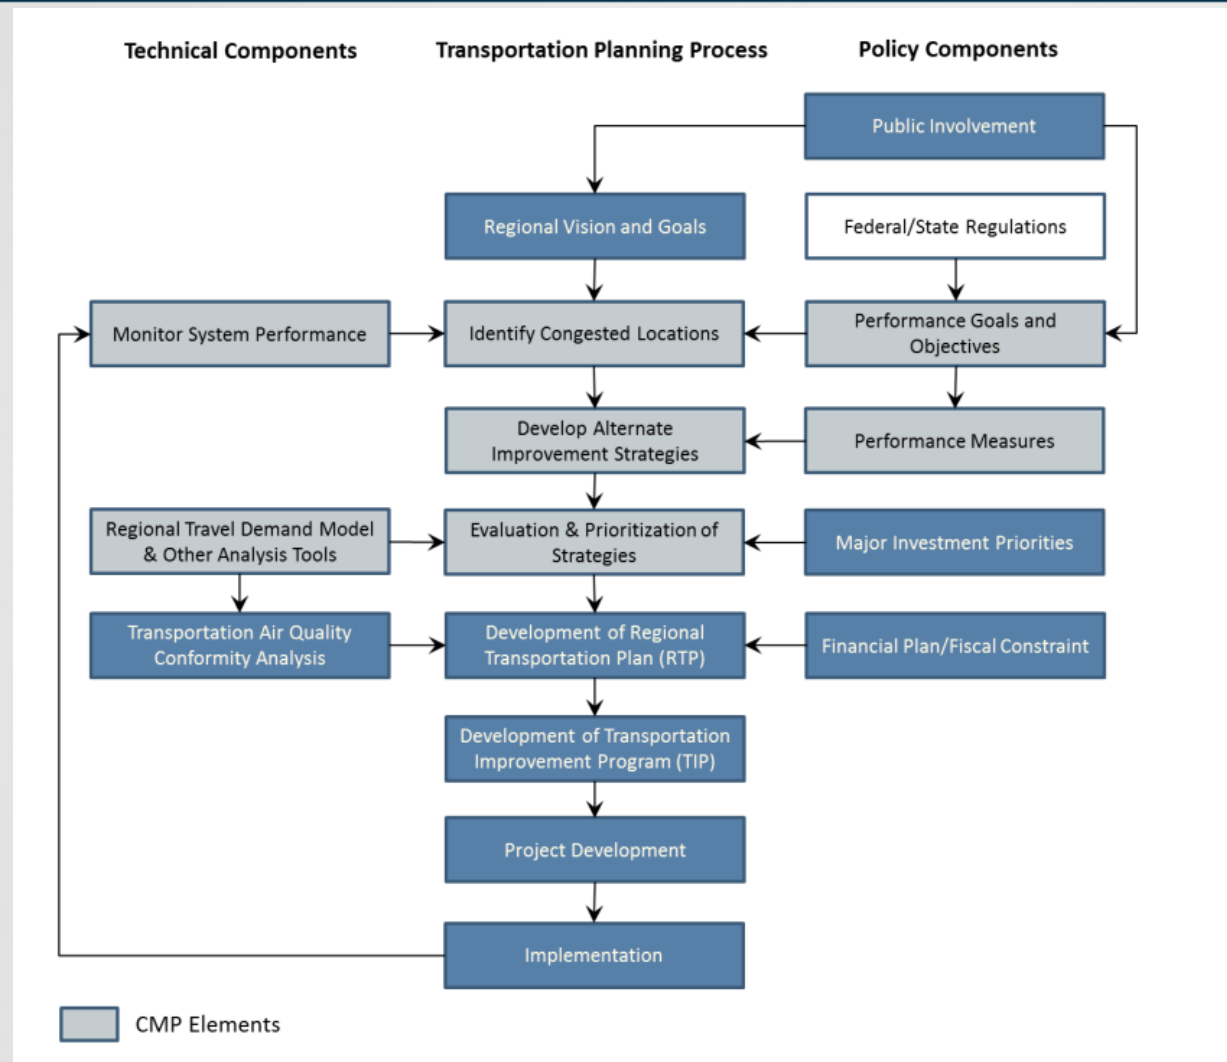 Technical Components
Transportation Planning Process
Policy Components
Public Involvement
Regional Vision and Goals
Federal/State Regulations
Monitor System Performance
Identify Congested Locations
Performance Goals and
Objectives
Develop Alternate
Improvement Strategies
Performance Measures
Regional Travel Demand Model
& Other Analysis Tools
Evaluation & Prioritization of
Strategies
Major Investment Priorities
Transportation Air Quality
Conformity Analysis
Development of Regional
Transportation Plan (RTP)
Financial Plan/Fiscal Constraint
Development of Transportation
Improvement Program (TIP)
Project Development
Implementation
CMP Elements